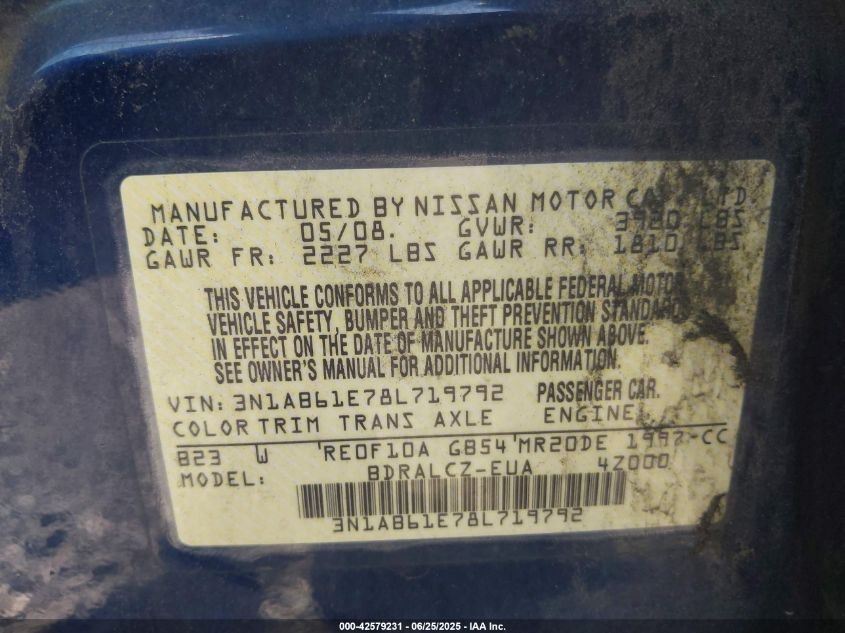 MANUFACTURED BY NISSAN MOTOR CO., LTD
DATE: 05/08. GVWR: 3920 LBS
GAWR FR: 2227 LBS GAWR RR: 1810 LBS
THIS VEHICLE CONFORMS TO ALL APPLICABLE FEDERAL MOTOR
VEHICLE SAFETY, BUMPER AND THEFT PREVENTION STANDARDS
IN EFFECT ON THE DATE OF MANUFACTURE SHOWN ABOVE.
SEE OWNER'S MANUAL FOR ADDITIONAL INFORMATION.
VIN: 3N1AB61E78L719792 PASSENGER CAR.
COLOR TRIM TRANS AXLE ENGINE
B23 W RE0F10A GB54 MR20DE 1997-CC
MODEL: BDRALCZ-EUA 4Z000
3N1AB61E78L719792
000-42579231 - 06/25/2025 - IAA Inc.